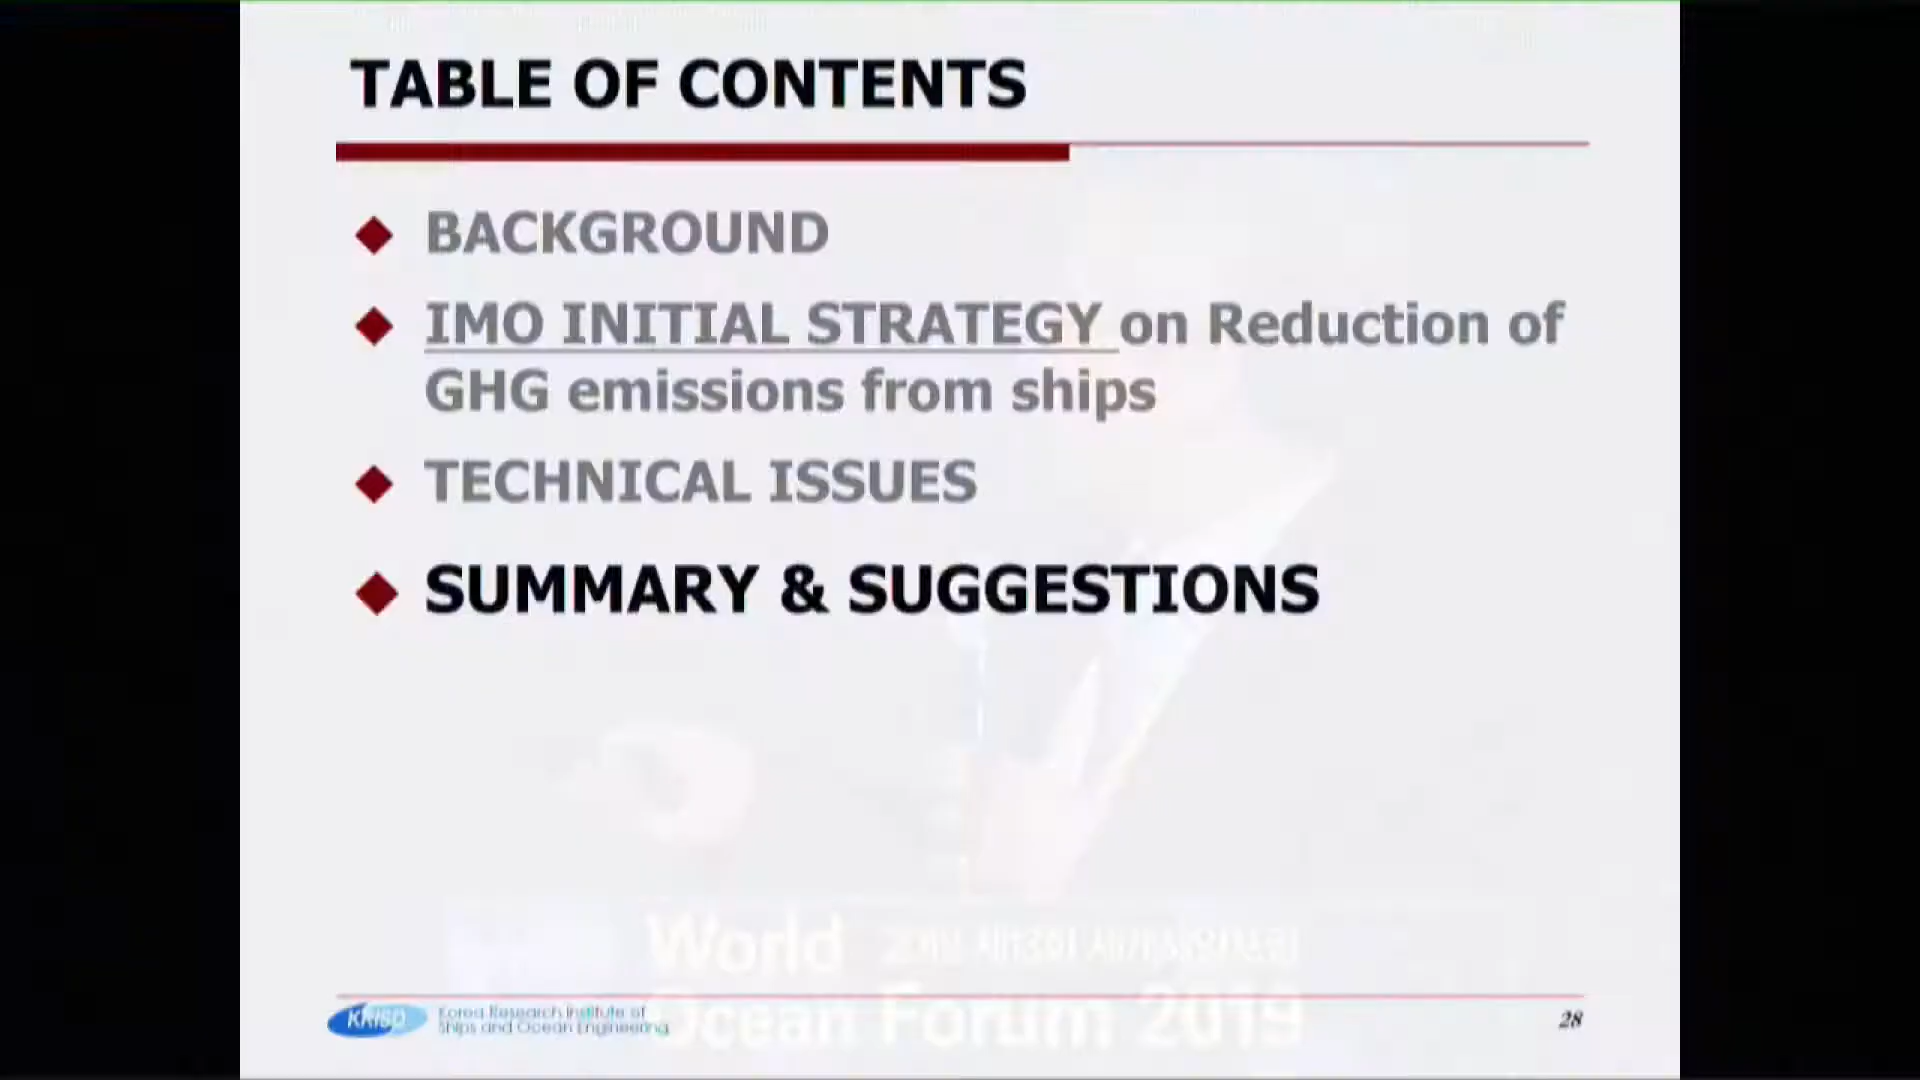 TABLE OF CONTENTS
BACKGROUND
IMO INITIAL STRATEGY on Reduction of
GHG emissions from ships
TECHNICAL ISSUES
SUMMARY & SUGGESTIONS
World
Ocean Forum 2019
KRISO
Korea Research Institute of
Ships and Ocean Engineering
28